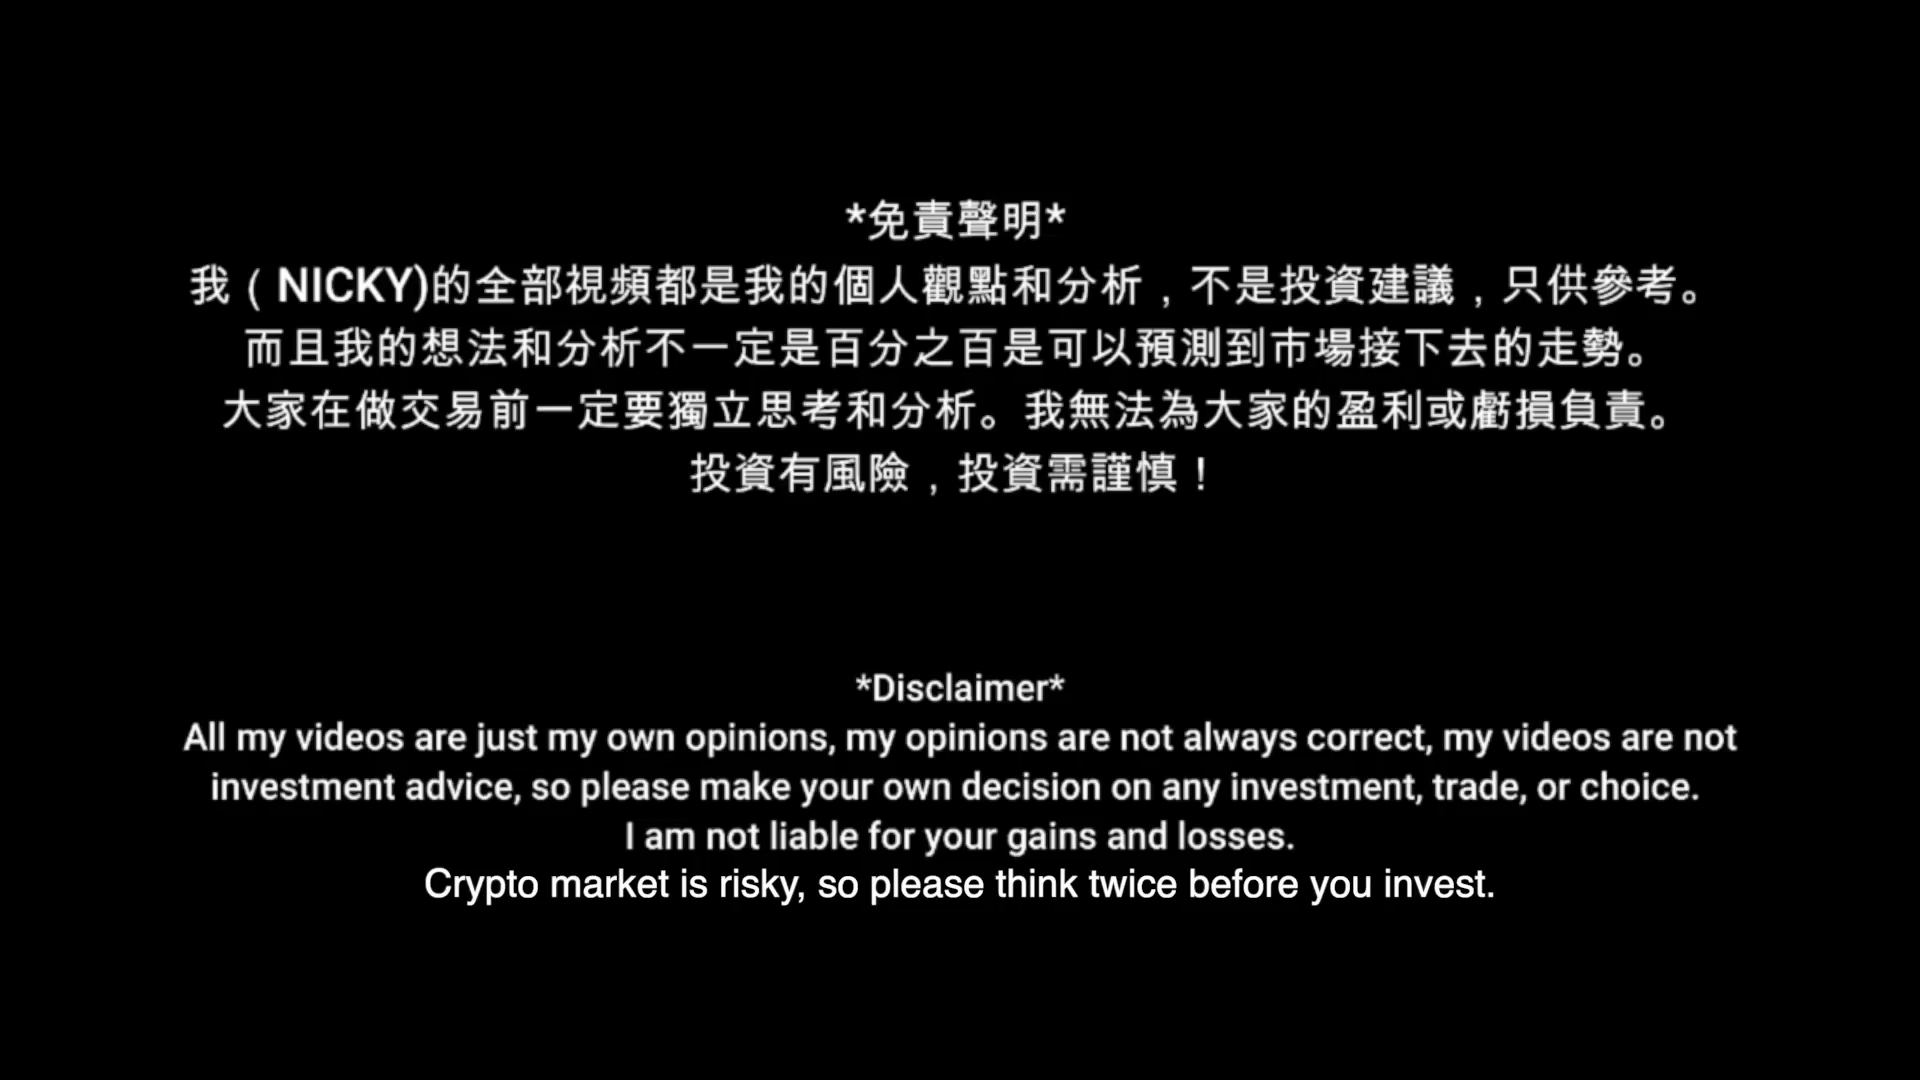 *免責聲明*
我（NICKY)的全部視頻都是我的個人觀點和分析，不是投資建議，只供參考。
而且我的想法和分析不一定是百分之百是可以預測到市場接下去的走勢。
大家在做交易前一定要獨立思考和分析。我無法為大家的盈利或虧損負責。
投資有風險，投資需謹慎！
*Disclaimer*
All my videos are just my own opinions, my opinions are not always correct, my videos are not
investment advice, so please make your own decision on any investment, trade, or choice.
I am not liable for your gains and losses.
Crypto market is risky, so please think twice before you invest.